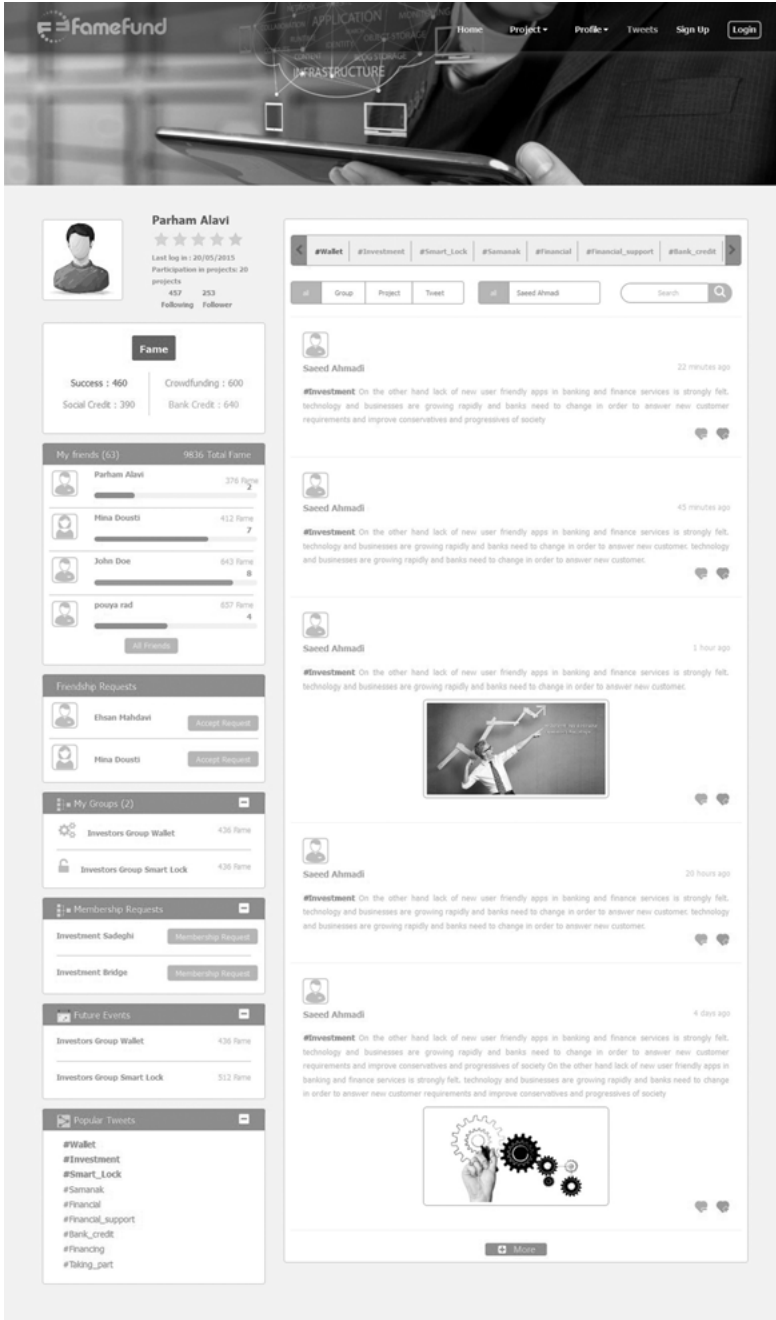 FameFund
Home Project Profile Tweets Sign Up Login
COLLABORATION APPLICATION
IDENTITY OBJECT STORAGE
BLOG STORAGE
INFRASTRUCTURE
Parham Alavi
Last log in : 20/05/2015
Participation in projects: 20
projects
457 253
Following Follower
Fame
Success : 460 Crowdfunding : 600
Social Credit : 390 Bank Credit : 640
My friends (63) 9836 Total Fame
Parham Alavi 376 Fame
2
Mina Dousti 412 Fame
7
John Doe 643 Fame
8
pouya rad 657 Fame
4
All Friends
Friendship Requests
Ehsan Mahdavi Accept Request
Mina Dousti Accept Request
My Groups (2)
Investors Group Wallet 436 Fame
Investors Group Smart Lock 436 Fame
Membership Requests
Investment Sadeghi Membership Request
Investment Bridge Membership Request
Future Events
Investors Group Wallet 436 Fame
Investors Group Smart Lock 512 Fame
Popular Tweets
#Wallet
#Investment
#Smart_Lock
#Samanak
#Financial
#Financial_support
#Bank_credit
#Financing
#Taking_part
#Wallet #Investment #Smart_Lock #Samanak #Financial #Financial_support #Bank_credit
all Group Project Tweet all Saeed Ahmadi Search
Saeed Ahmadi 22 minutes ago
#Investment On the other hand lack of new user friendly apps in banking and finance services is strongly felt.
technology and businesses are growing rapidly and banks need to change in order to answer new customer
requirements and improve conservatives and progressives of society
Saeed Ahmadi 45 minutes ago
#Investment On the other hand lack of new user friendly apps in banking and finance services is strongly felt.
technology and businesses are growing rapidly and banks need to change in order to answer new customer. technology
and businesses are growing rapidly and banks need to change in order to answer new customer.
Saeed Ahmadi 1 hour ago
#Investment On the other hand lack of new user friendly apps in banking and finance services is strongly felt.
technology and businesses are growing rapidly and banks need to change in order to answer new customer.
Saeed Ahmadi 20 hours ago
#Investment On the other hand lack of new user friendly apps in banking and finance services is strongly felt.
technology and businesses are growing rapidly and banks need to change in order to answer new customer. technology
and businesses are growing rapidly and banks need to change in order to answer new customer.
Saeed Ahmadi 4 days ago
#Investment On the other hand lack of new user friendly apps in banking and finance services is strongly felt.
technology and businesses are growing rapidly and banks need to change in order to answer new customer
requirements and improve conservatives and progressives of society On the other hand lack of new user friendly apps in
banking and finance services is strongly felt. technology and businesses are growing rapidly and banks need to change
in order to answer new customer requirements and improve conservatives and progressives of society
More